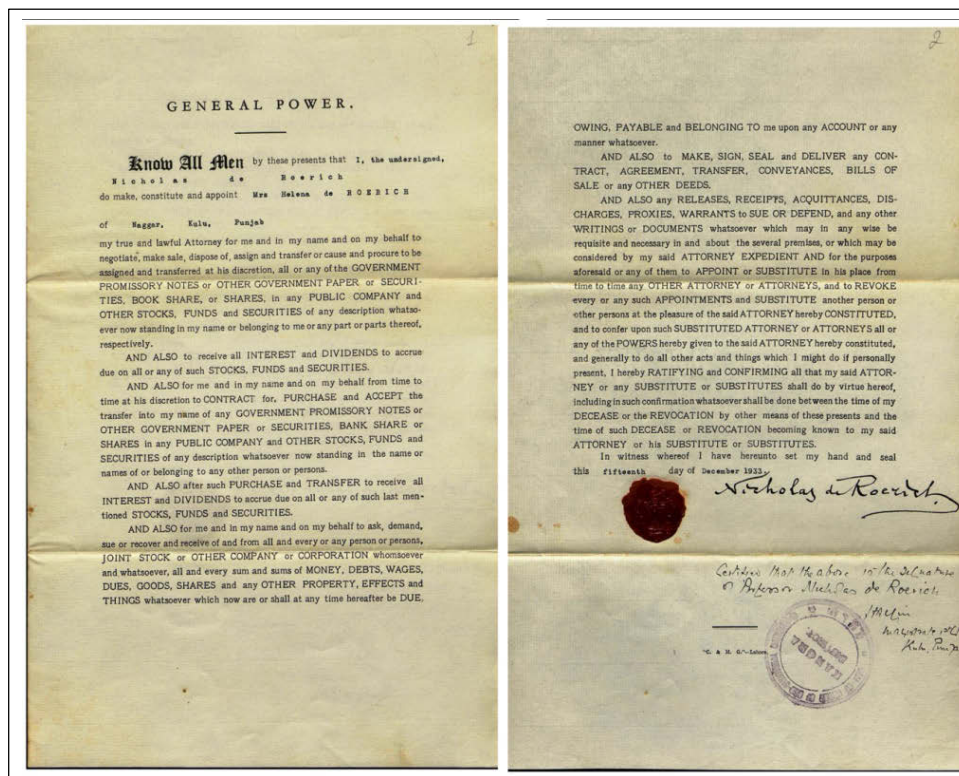 1
GENERAL POWER.
Know All Men by these presents that I, the undersigned,
Nicholas de Roerich
do make, constitute and appoint Mrs Helena de ROERICH
of Naggar, Kulu, Punjab
my true and lawful Attorney for me and in my name and on my behalf to
negotiate, make sale, dispose of, assign and transfer or cause and procure to be
assigned and transferred at his discretion, all or any of the GOVERNMENT
PROMISSORY NOTES or OTHER GOVERNMENT PAPER or SECURI-
TIES, BOOK SHARE, or SHARES, in any PUBLIC COMPANY and
OTHER STOCKS, FUNDS and SECURITIES of any description whatso-
ever now standing in my name or belonging to me or any part or parts thereof,
respectively.
AND ALSO to receive all INTEREST and DIVIDENDS to accrue
due on all or any of such STOCKS, FUNDS and SECURITIES.
AND ALSO for me and in my name and on my behalf from time to
time at his discretion to CONTRACT for, PURCHASE and ACCEPT the
transfer into my name of any GOVERNMENT PROMISSORY NOTES or
OTHER GOVERNMENT PAPER or SECURITIES, BANK SHARE or
SHARES in any PUBLIC COMPANY and OTHER STOCKS, FUNDS and
SECURITIES of any description whatsoever now standing in the name or
names of or belonging to any other person or persons.
AND ALSO after such PURCHASE and TRANSFER to receive all
INTEREST and DIVIDENDS to accrue due on all or any of such last men-
tioned STOCKS, FUNDS and SECURITIES.
AND ALSO for me and in my name and on my behalf to ask, demand,
sue or recover and receive of and from all and every or any person or persons,
JOINT STOCK or OTHER COMPANY or CORPORATION whomsoever
and whatsoever, all and every sum and sums of MONEY, DEBTS, WAGES,
DUES, GOODS, SHARES and any OTHER PROPERTY, EFFECTS and
THINGS whatsoever which now are or shall at any time hereafter be DUE,
2
OWING, PAYABLE and BELONGING TO me upon any ACCOUNT or any
manner whatsoever.
AND ALSO to MAKE, SIGN, SEAL and DELIVER any CON-
TRACT, AGREEMENT, TRANSFER, CONVEYANCES, BILLS OF
SALE or any OTHER DEEDS.
AND ALSO any RELEASES, RECEIPTS, ACQUITTANCES, DIS-
CHARGES, PROXIES, WARRANTS to SUE OR DEFEND, and any other
WRITINGS or DOCUMENTS whatsoever which may in any wise be
requisite and necessary in and about the several premises, or which may be
considered by my said ATTORNEY EXPEDIENT AND for the purposes
aforesaid or any of them to APPOINT or SUBSTITUTE in his place from
time to time any OTHER ATTORNEY or ATTORNEYS, and to REVOKE
every or any such APPOINTMENTS and SUBSTITUTE another person or
other persons at the pleasure of the said ATTORNEY hereby CONSTITUTED,
and to confer upon such SUBSTITUTED ATTORNEY or ATTORNEYS all or
any of the POWERS hereby given to the said ATTORNEY hereby constituted,
and generally to do all other acts and things which I might do if personally
present, I hereby RATIFYING and CONFIRMING all that my said ATTOR-
NEY or any SUBSTITUTE or SUBSTITUTES shall do by virtue hereof,
including in such confirmation whatsoever shall be done between the time of my
DECEASE or the REVOCATION by other means of these presents and the
time of such DECEASE or REVOCATION becoming known to my said
ATTORNEY or his SUBSTITUTE or SUBSTITUTES.
In witness whereof I have hereunto set my hand and seal
this fifteenth day of December 1933.
Nicholas de Roerich
Certified that the above is the signature
of Professor Nicholas de Roerich
Kulu,
KANGRA